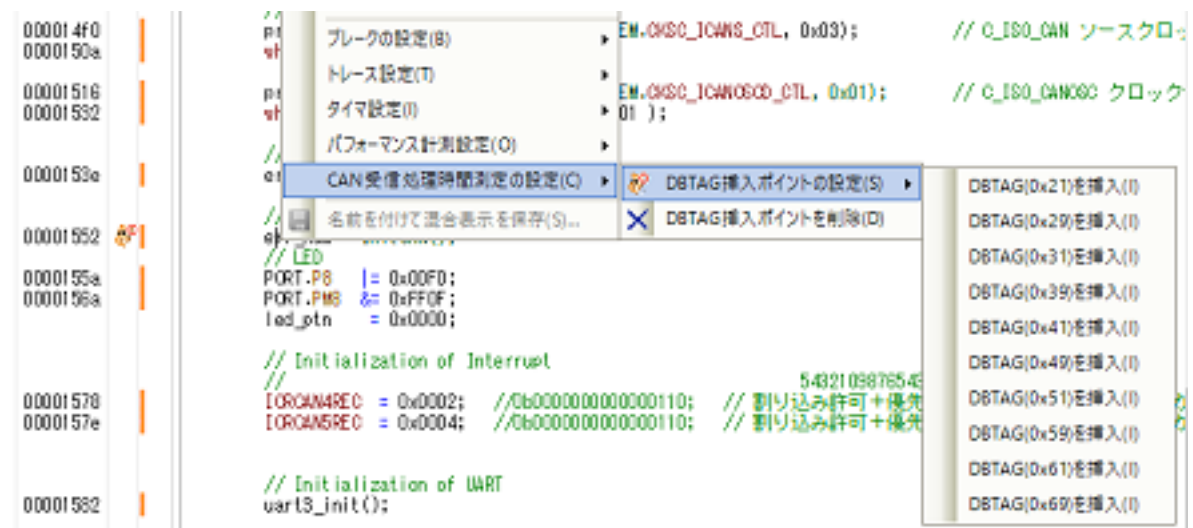 000014f0
EM.CKSC_ICANS_CTL, 0x03);
// C_ISO_CAN ソースクロッ
0000150a
wh
ブレークの設定(B)
トレース設定(T)
00001516
EM.CKSC_ICANOSCD_CTL, 0x01);
// C_ISO_CANOSC クロック
00001532
wh
タイマ設定(I)
01 );
パフォーマンス計測設定(O)
//
0000153e
CAN受信処理時間測定の設定(C)
DBTAG挿入ポイントの設定(S)
DBTAG(0x21)を挿入(I)
//
名前を付けて混合表示を保存(S)...
DBTAG挿入ポイントを削除(D)
DBTAG(0x29)を挿入(I)
00001552
// LED
DBTAG(0x31)を挿入(I)
0000155a
PORT.P8 |= 0x00F0;
DBTAG(0x39)を挿入(I)
0000156a
PORT.PM8 &= 0xFF0F;
led_ptn = 0x0000;
DBTAG(0x41)を挿入(I)
// Initialization of Interrupt
DBTAG(0x49)を挿入(I)
// 5432109876543
00001578
ICRCAN4REC = 0x0002; //0b0000000000000110; // 割り込み許可+優先
DBTAG(0x51)を挿入(I)
0000157e
ICRCAN5REC = 0x0004; //0b0000000000000110; // 割り込み許可+優先
DBTAG(0x59)を挿入(I)
DBTAG(0x61)を挿入(I)
// Initialization of UART
00001582
uart3_init();
DBTAG(0x69)を挿入(I)